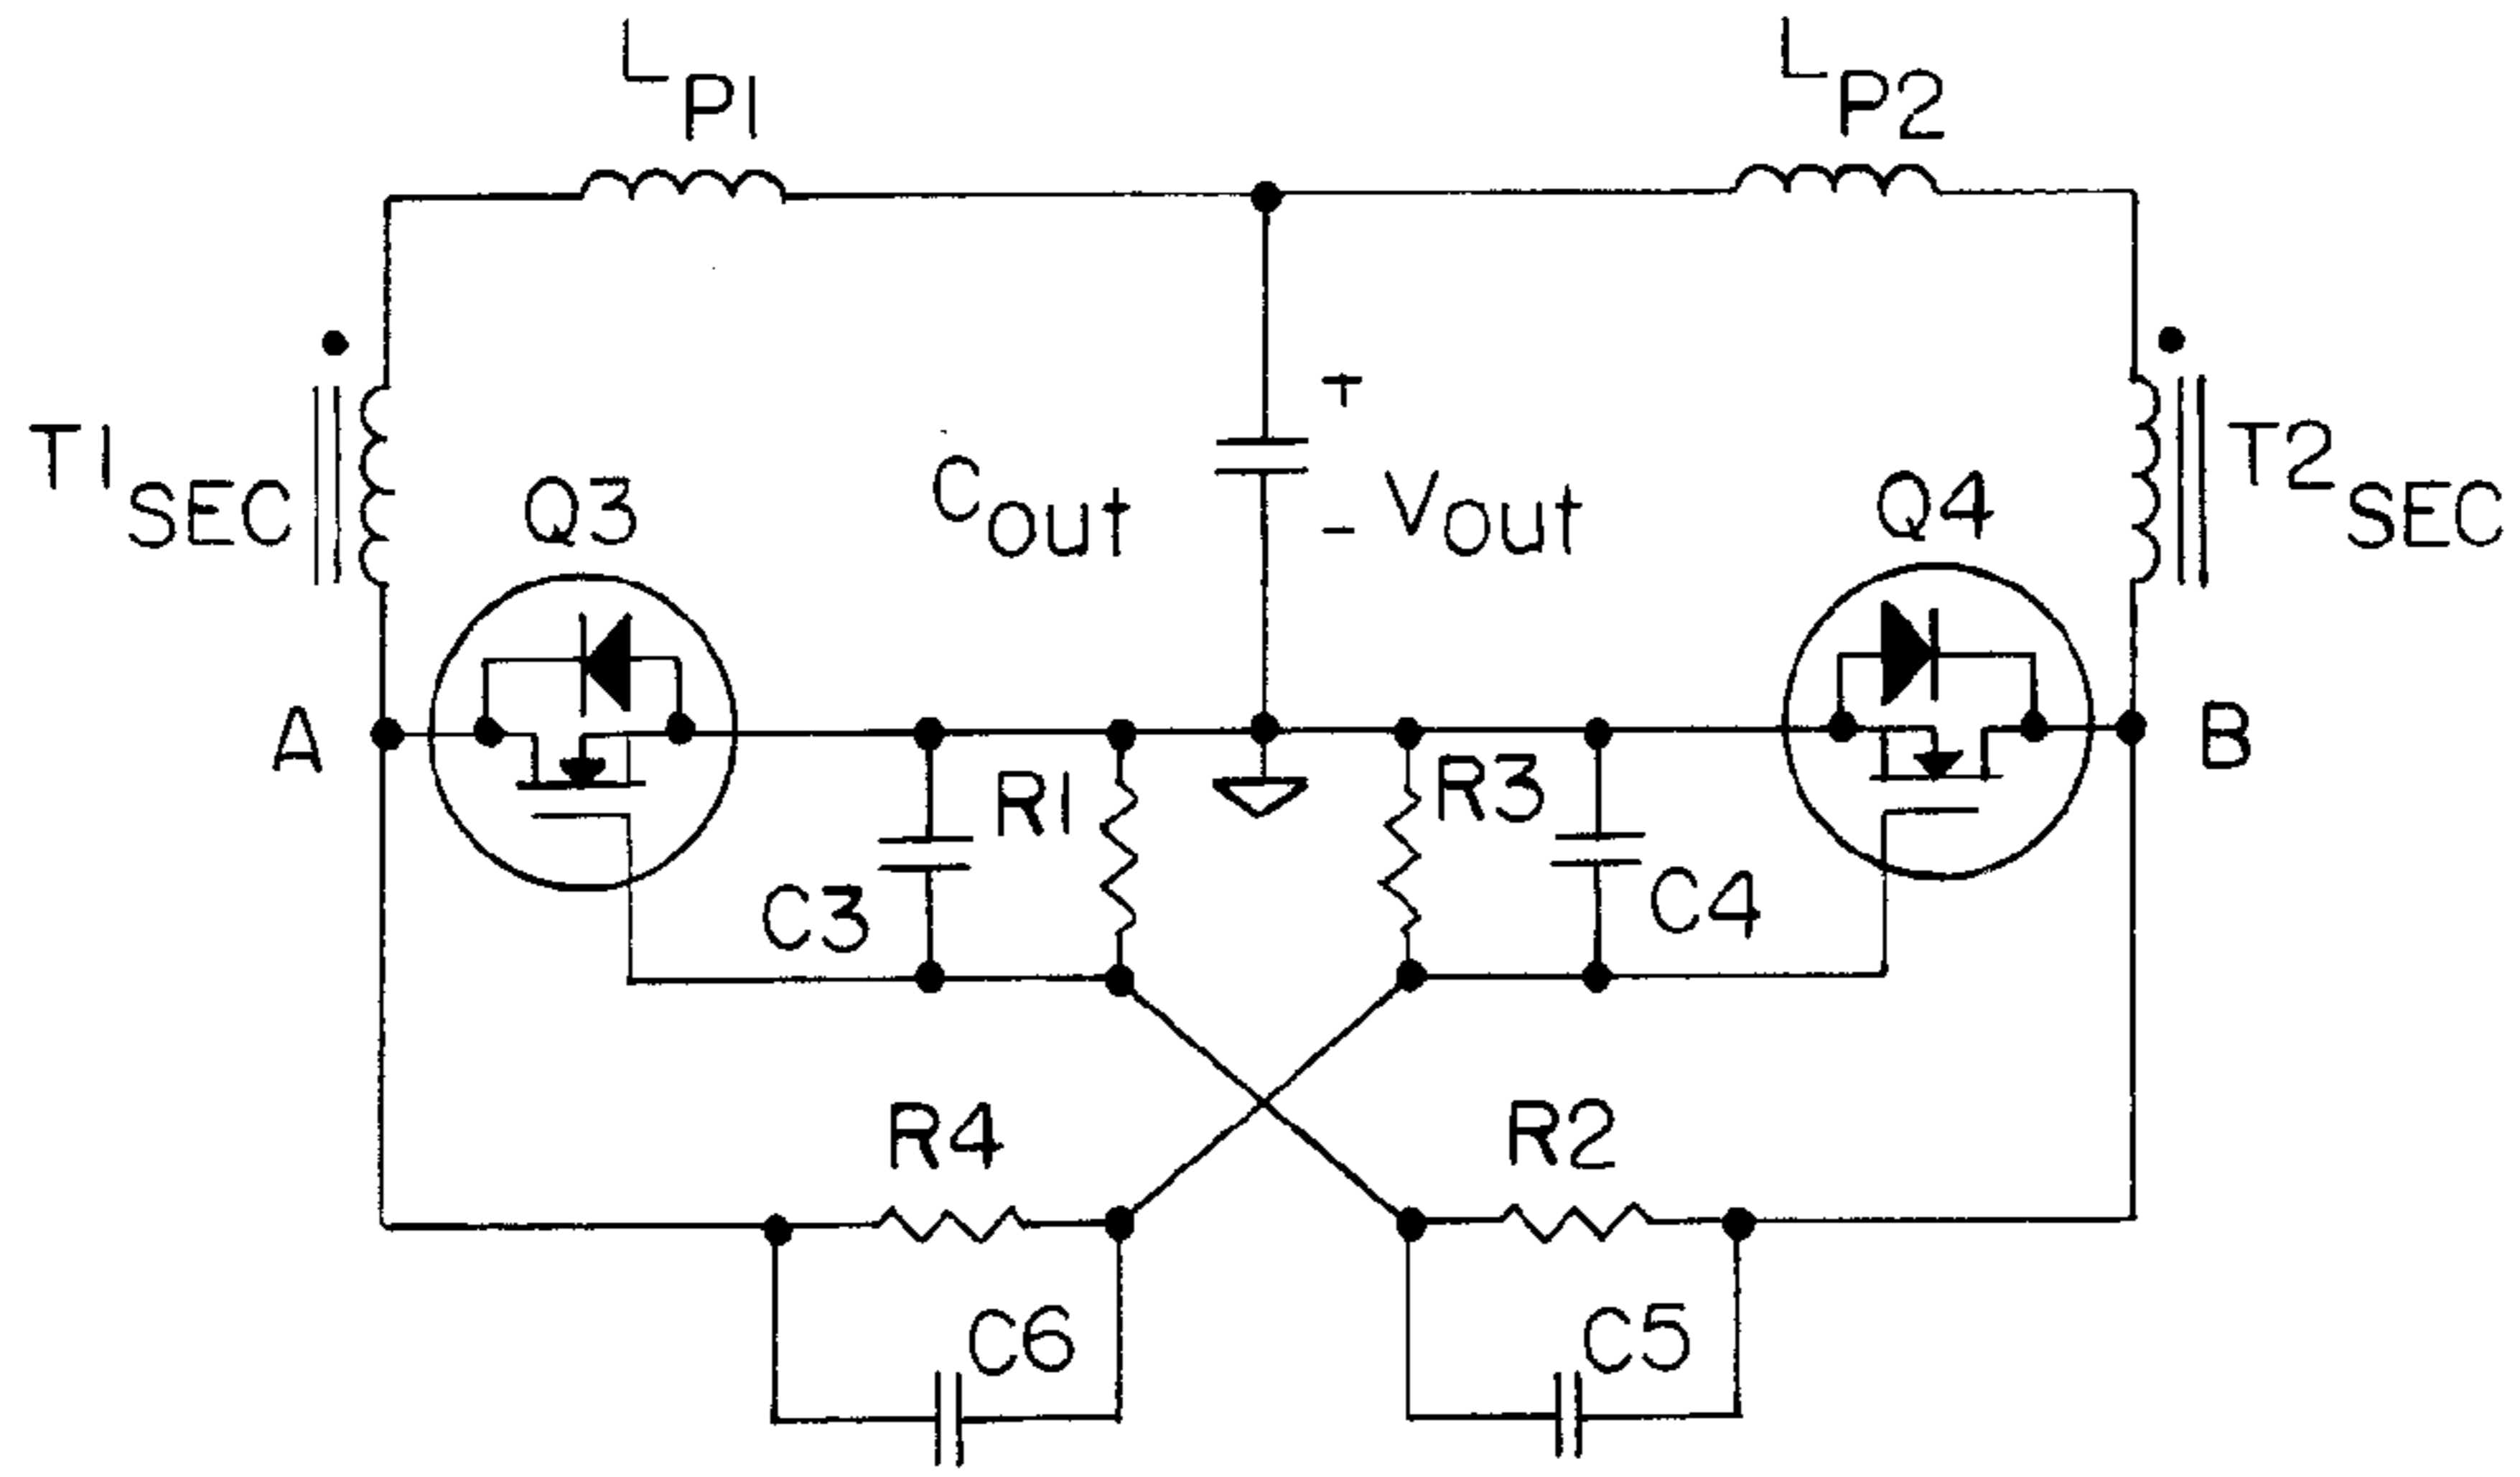 LP1
LP2
T1SEC
Q3
Cout
+
- Vout
Q4
T2SEC
A
B
R1
R3
C3
C4
R4
R2
C6
C5